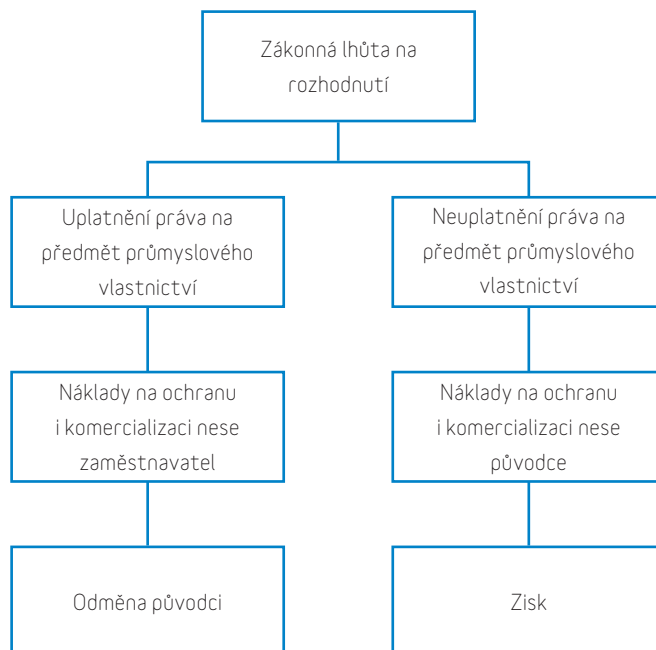 Zákonná lhůta na
rozhodnutí
Uplatnění práva na
předmět průmyslového
vlastnictví
Neuplatnění práva na
předmět průmyslového
vlastnictví
Náklady na ochranu
i komercializaci nese
zaměstnavatel
Náklady na ochranu
i komercializaci nese
původce
Odměna původci
Zisk